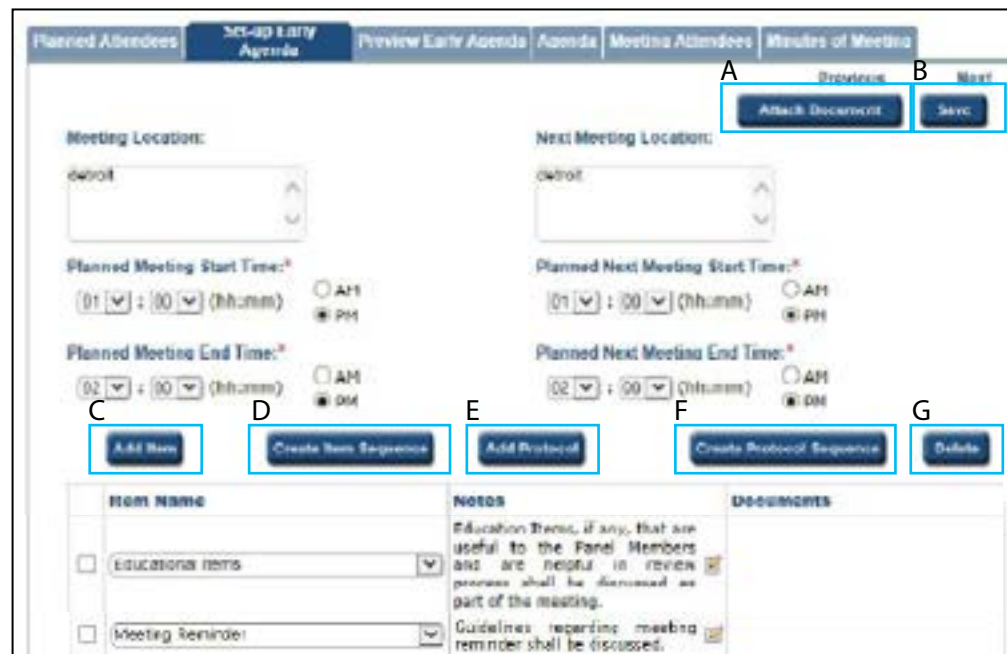 Planned Attendees
Set-up Early Agenda
Preview Early Agenda
Agenda
Meeting Attendees
Minutes of Meeting
A
B
Previous
Next
Attach Document
Save
Meeting Location:
Next Meeting Location:
detroit
detroit
Planned Meeting Start Time:*
Planned Next Meeting Start Time:*
01 : 00 (hh:mm) AM PM
01 : 00 (hh:mm) AM PM
Planned Meeting End Time:*
Planned Next Meeting End Time:*
02 : 00 (hh:mm) AM PM
02 : 00 (hh:mm) AM PM
C
D
E
F
G
Add Item
Create Item Sequence
Add Protocol
Create Protocol Sequence
Delete
Item Name
Notes
Documents
Educational Items
Education Items, if any, that are
useful to the Panel Members
and are helpful in review
process shall be discussed as
part of the meeting.
Meeting Reminder
Guidelines regarding meeting
reminder shall be discussed.